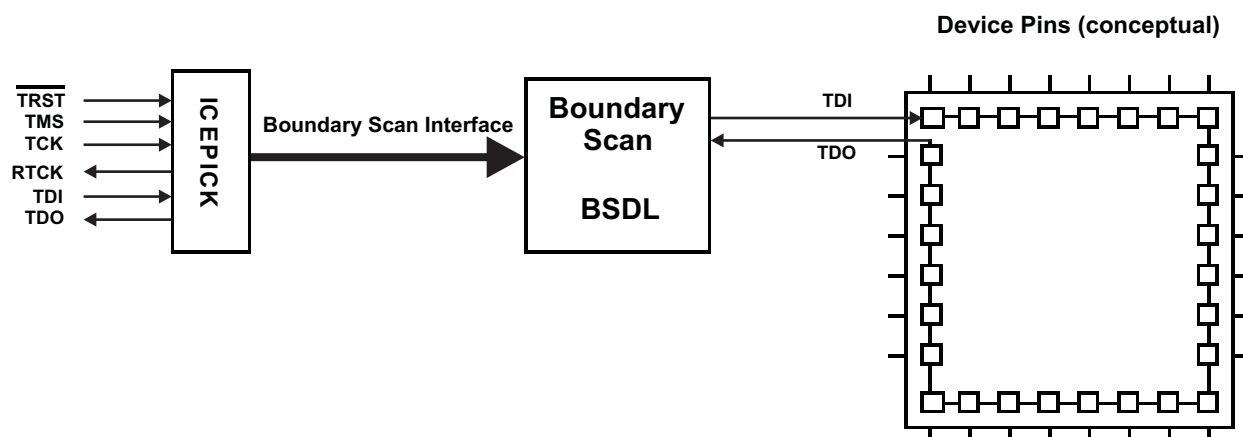 Device Pins (conceptual)
TRST
TMS
TCK
RTCK
TDI
TDO
ICEPICK
Boundary Scan Interface
Boundary
Scan
BSDL
TDI
TDO